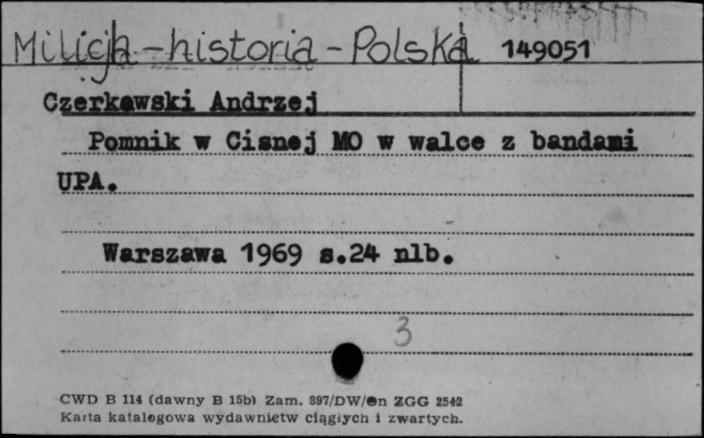 Milicja - historia - Polska 149051
Czerkawski Andrzej
Pomnik w Cisnej MO w walce z bandami
UPA.
Warszawa 1969 s.24 nlb.
3
CWD B 114 (dawny B 15b) Zam. 897/DW/en ZGG 2542
Karta katalogowa wydawnictw ciągłych i zwartych.